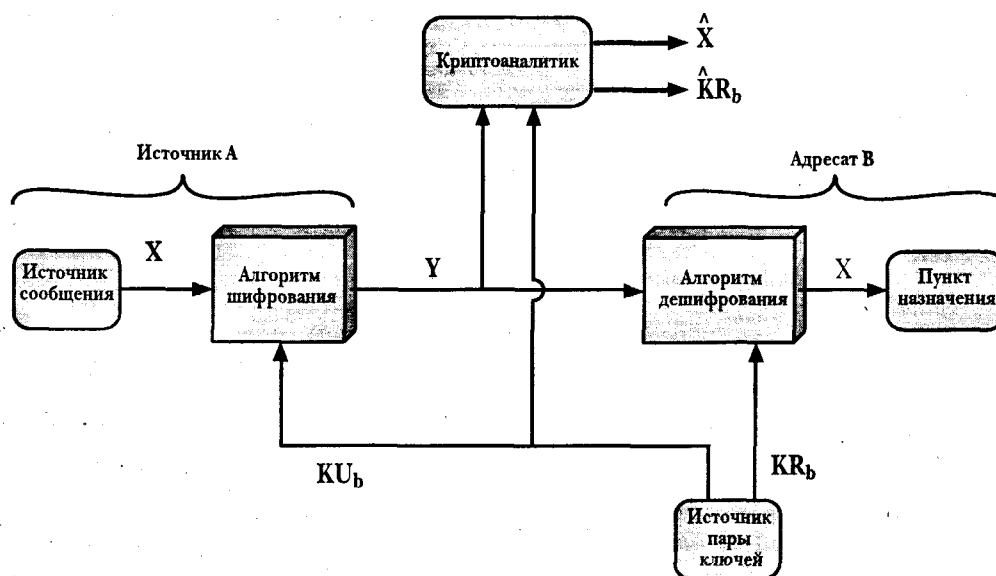 X̂
Криптоаналитик
K̂R_b
Источник A
Адресат B
X
Источник
сообщения
Алгоритм
шифрования
Y
Алгоритм
дешифрования
X
Пункт
назначения
KU_b
KR_b
Источник
пары
ключей